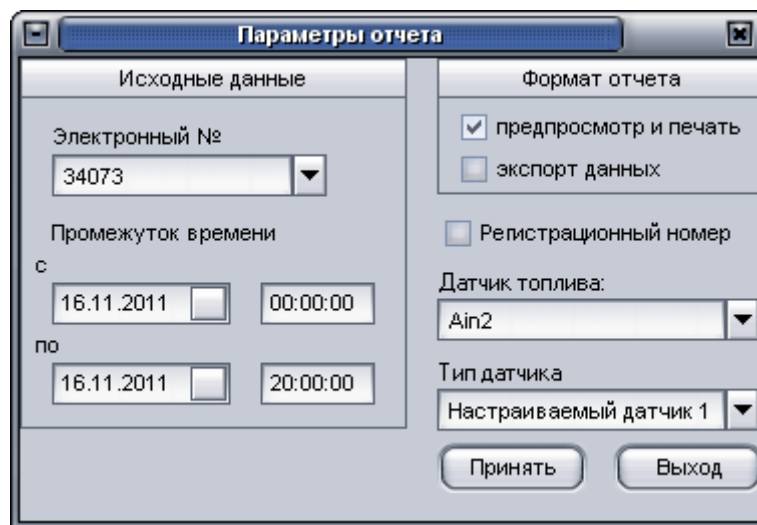 Параметры отчета
Исходные данные
Электронный №
34073
Промежуток времени
с
16.11.2011 00:00:00
по
16.11.2011 20:00:00
Формат отчета
предпросмотр и печать
экспорт данных
Регистрационный номер
Датчик топлива:
Ain2
Тип датчика
Настраиваемый датчик 1
Принять Выход